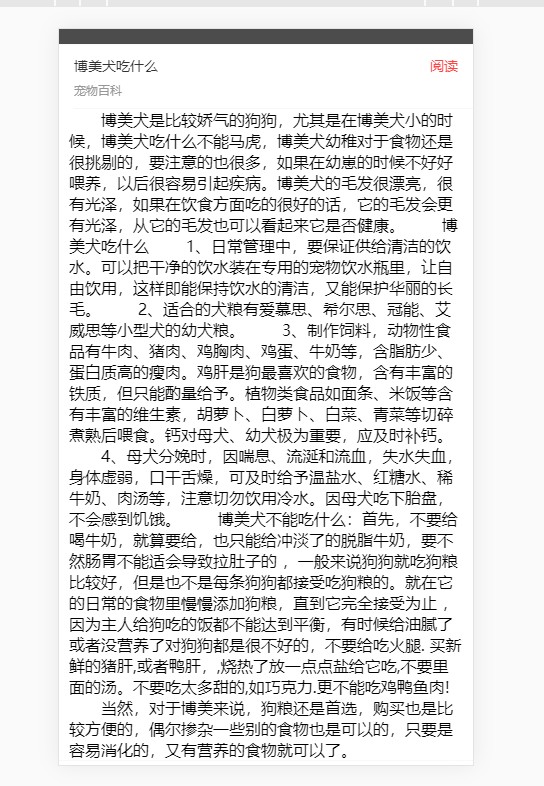 博美犬吃什么
阅读
宠物百科
博美犬是比较娇气的狗狗，尤其是在博美犬小的时
候，博美犬吃什么不能马虎，博美犬幼稚对于食物还是
很挑剔的，要注意的也很多，如果在幼崽的时候不好好
喂养，以后很容易引起疾病。博美犬的毛发很漂亮，很
有光泽，如果在饮食方面吃的很好的话，它的毛发会更
有光泽，从它的毛发也可以看起来它是否健康。 博
美犬吃什么 1、日常管理中，要保证供给清洁的饮
水。可以把干净的饮水装在专用的宠物饮水瓶里，让自
由饮用，这样即能保持饮水的清洁，又能保护华丽的长
毛。 2、适合的犬粮有爱慕思、希尔思、冠能、艾
威思等小型犬的幼犬粮。 3、制作饲料，动物性食
品有牛肉、猪肉、鸡胸肉、鸡蛋、牛奶等，含脂肪少、
蛋白质高的瘦肉。鸡肝是狗最喜欢的食物，含有丰富的
铁质，但只能酌量给予。植物类食品如面条、米饭等含
有丰富的维生素，胡萝卜、白萝卜、白菜、青菜等切碎
煮熟后喂食。钙对母犬、幼犬极为重要，应及时补钙。
4、母犬分娩时，因喘息、流涎和流血，失水失血，
身体虚弱，口干舌燥，可及时给予温盐水、红糖水、稀
牛奶、肉汤等，注意切勿饮用冷水。因母犬吃下胎盘，
不会感到饥饿。 博美犬不能吃什么：首先，不要给
喝牛奶，就算要给，也只能给冲淡了的脱脂牛奶，要不
然肠胃不能适会导致拉肚子的 ，一般来说狗狗就吃狗粮
比较好，但是也不是每条狗狗都接受吃狗粮的。就在它
的日常的食物里慢慢添加狗粮，直到它完全接受为止 ，
因为主人给狗吃的饭都不能达到平衡，有时候给油腻了
或者没营养了对狗狗都是很不好的，不要给吃火腿. 买新
鲜的猪肝,或者鸭肝，,烧热了放一点点盐给它吃,不要里
面的汤。不要吃太多甜的,如巧克力.更不能吃鸡鸭鱼肉!
当然，对于博美来说，狗粮还是首选，购买也是比
较方便的，偶尔掺杂一些别的食物也是可以的，只要是
容易消化的，又有营养的食物就可以了。